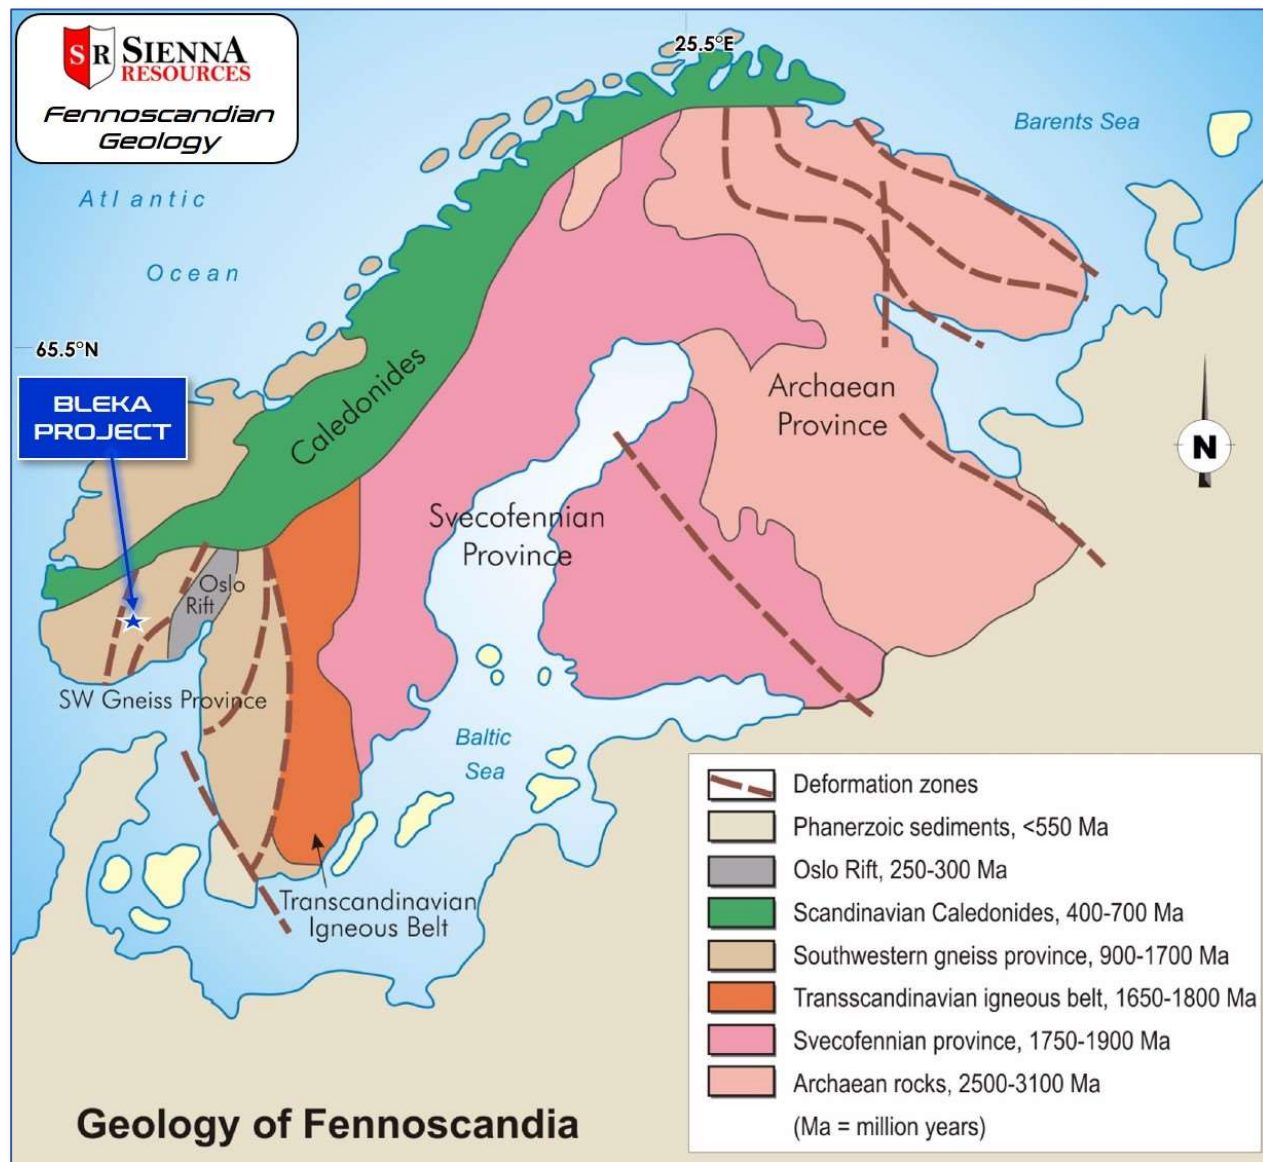 S R SIENNA
RESOURCES
Fennoscandian
Geology
25.5°E
Barents Sea
Atlantic
Ocean
65.5°N
BLEKA
PROJECT
Caledonides
Archaean
Province
N
Svecofennian
Province
Oslo
Rift
SW Gneiss Province
Baltic
Sea
Transcandinavian
Igneous Belt
Deformation zones
Phanerzoic sediments, <550 Ma
Oslo Rift, 250-300 Ma
Scandinavian Caledonides, 400-700 Ma
Southwestern gneiss province, 900-1700 Ma
Transscandinavian igneous belt, 1650-1800 Ma
Svecofennian province, 1750-1900 Ma
Archaean rocks, 2500-3100 Ma
(Ma = million years)
Geology of Fennoscandia